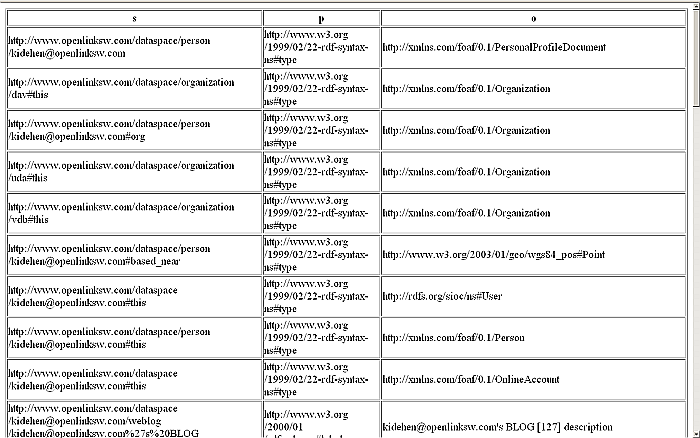 s p o
http://www.openlinksw.com/dataspace/person
/kidehen@openlinksw.com
http://www.w3.org
/1999/02/22-rdf-syntax-
ns#type
http://xmlns.com/foaf/0.1/PersonalProfileDocument
http://www.openlinksw.com/dataspace/organization
/dav#this
http://www.w3.org
/1999/02/22-rdf-syntax-
ns#type
http://xmlns.com/foaf/0.1/Organization
http://www.openlinksw.com/dataspace/person
/kidehen@openlinksw.com#org
http://www.w3.org
/1999/02/22-rdf-syntax-
ns#type
http://xmlns.com/foaf/0.1/Organization
http://www.openlinksw.com/dataspace/organization
/uda#this
http://www.w3.org
/1999/02/22-rdf-syntax-
ns#type
http://xmlns.com/foaf/0.1/Organization
http://www.openlinksw.com/dataspace/organization
/vdb#this
http://www.w3.org
/1999/02/22-rdf-syntax-
ns#type
http://xmlns.com/foaf/0.1/Organization
http://www.openlinksw.com/dataspace/person
/kidehen@openlinksw.com#based_near
http://www.w3.org
/1999/02/22-rdf-syntax-
ns#type
http://www.w3.org/2003/01/geo/wgs84_pos#Point
http://www.openlinksw.com/dataspace
/kidehen@openlinksw.com#this
http://www.w3.org
/1999/02/22-rdf-syntax-
ns#type
http://rdfs.org/sioc/ns#User
http://www.openlinksw.com/dataspace/person
/kidehen@openlinksw.com#this
http://www.w3.org
/1999/02/22-rdf-syntax-
ns#type
http://xmlns.com/foaf/0.1/Person
http://www.openlinksw.com/dataspace
/kidehen@openlinksw.com#this
http://www.w3.org
/1999/02/22-rdf-syntax-
ns#type
http://xmlns.com/foaf/0.1/OnlineAccount
http://www.openlinksw.com/dataspace
/kidehen@openlinksw.com/weblog
/kidehen@openlinksw.com%27s%20BLOG
http://www.w3.org
/2000/01
kidehen@openlinksw.com's BLOG [127] description